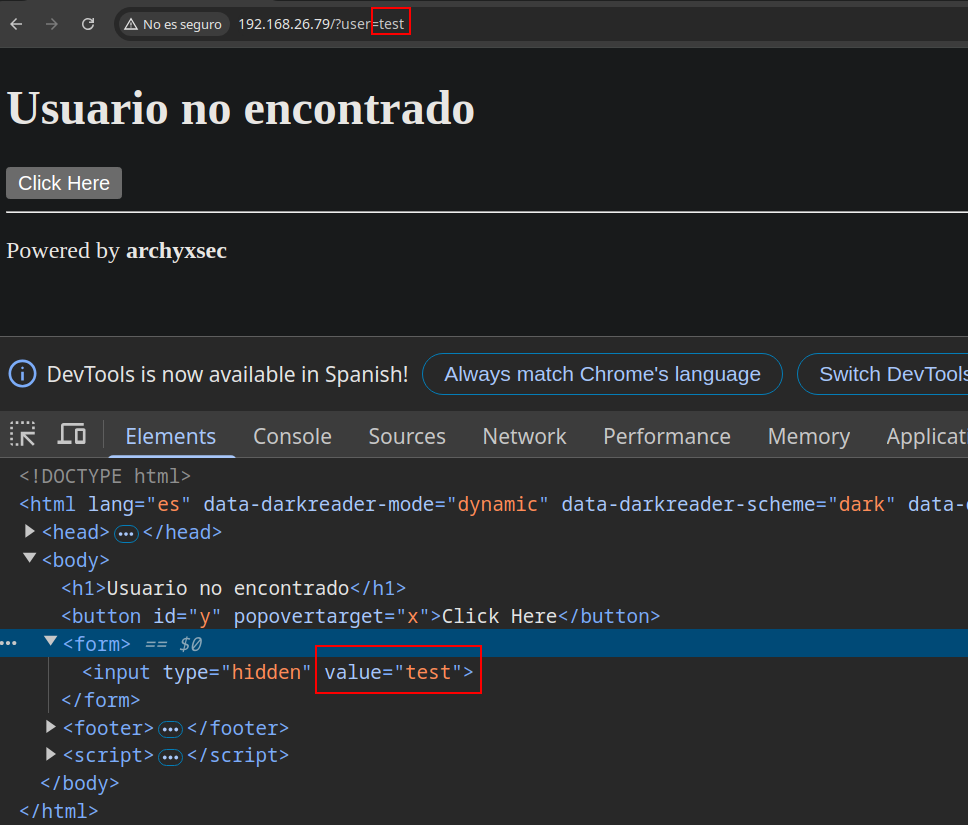 No es seguro 192.168.26.79/?user=test
Usuario no encontrado
Click Here
Powered by archyxsec
DevTools is now available in Spanish! Always match Chrome's language Switch DevTools
Elements Console Sources Network Performance Memory Applicati
<!DOCTYPE html>
<html lang="es" data-darkreader-mode="dynamic" data-darkreader-scheme="dark" data-
<head> ••• </head>
<body>
<h1>Usuario no encontrado</h1>
<button id="y" popovertarget="x">Click Here</button>
••• <form> == $0
<input type="hidden" value="test">
</form>
<footer> ••• </footer>
<script> ••• </script>
</body>
</html>